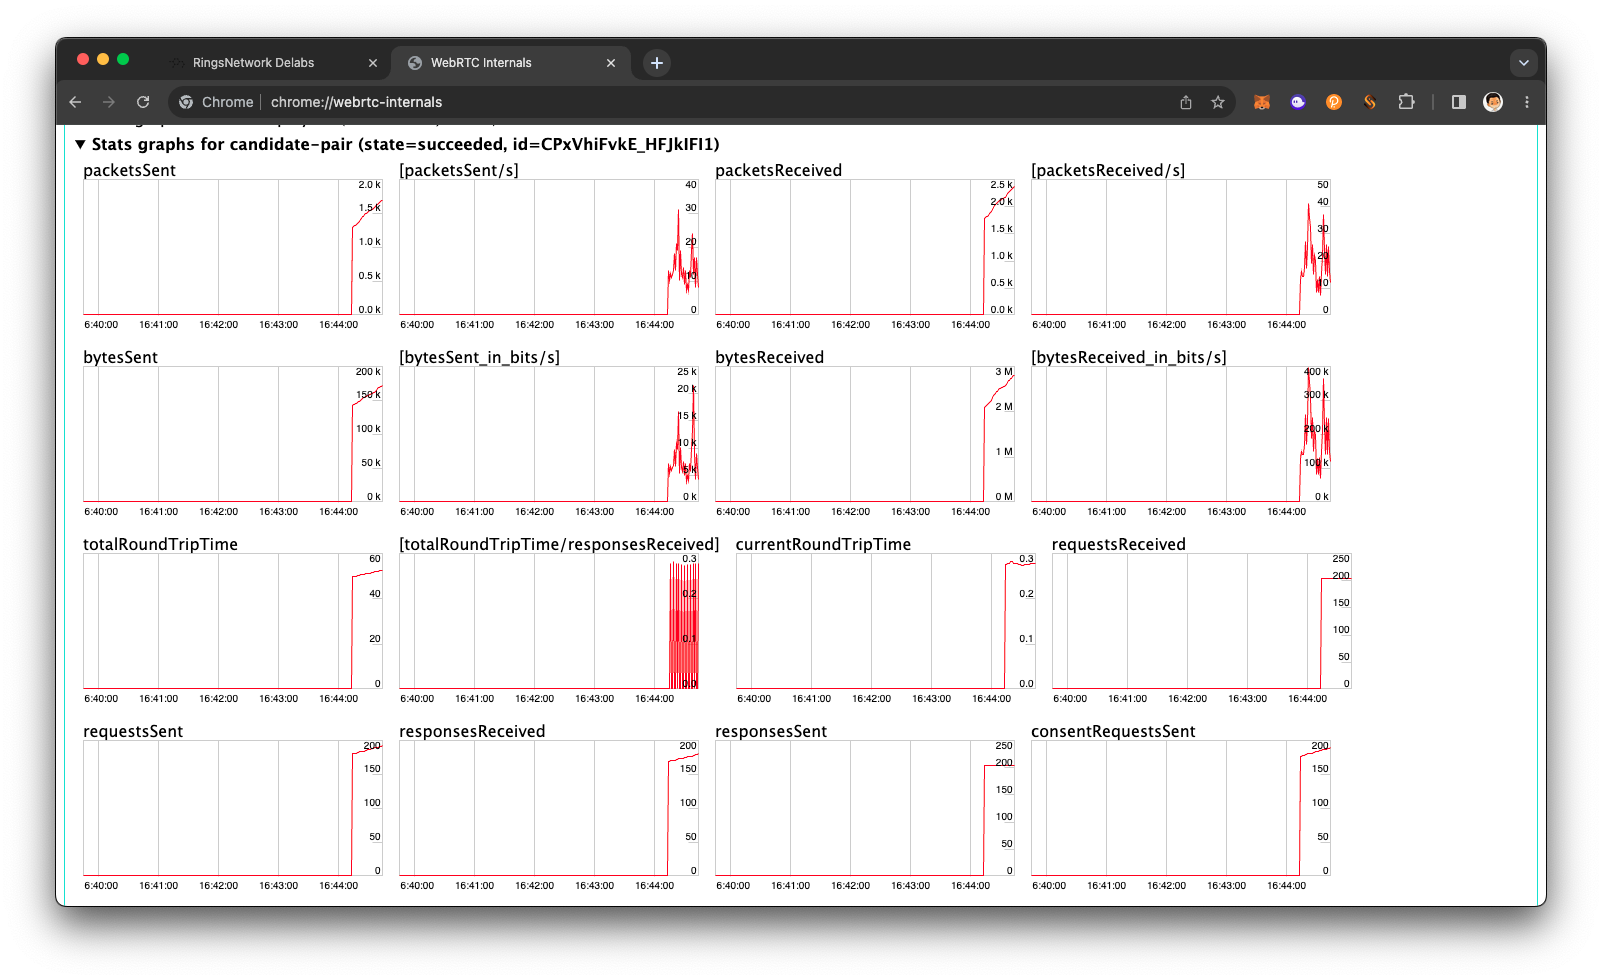 RingsNetwork Delabs
WebRTC Internals
Chrome
chrome://webrtc-internals
Stats graphs for candidate-pair (state=succeeded, id=CPxVhiFvkE_HFJkIFI1)
packetsSent [packetsSent/s] packetsReceived [packetsReceived/s]
2.0 k 40 2.5 k 50
1.5 k 30 2.0 k 40
1.0 k 20 1.5 k 30
0.5 k 10 1.0 k 20
0.0 k 0 0.5 k 10
0.0 k 0
6:40:00 16:41:00 16:42:00 16:43:00 16:44:00 6:40:00 16:41:00 16:42:00 16:43:00 16:44:00 6:40:00 16:41:00 16:42:00 16:43:00 16:44:00 6:40:00 16:41:00 16:42:00 16:43:00 16:44:00
bytesSent [bytesSent_in_bits/s] bytesReceived [bytesReceived_in_bits/s]
200 k 25 k 3 M 400 k
150 k 20 k 2 M 300 k
100 k 15 k 1 M 200 k
50 k 10 k 0 M 100 k
0 k 5 k 0 k
0 k
6:40:00 16:41:00 16:42:00 16:43:00 16:44:00 6:40:00 16:41:00 16:42:00 16:43:00 16:44:00 6:40:00 16:41:00 16:42:00 16:43:00 16:44:00 6:40:00 16:41:00 16:42:00 16:43:00 16:44:00
totalRoundTripTime [totalRoundTripTime/responsesReceived] currentRoundTripTime requestsReceived
60 0.3 0.3 250
40 0.2 0.2 200
20 0.1 0.1 150
0 0.0 0.0 100
50
0
6:40:00 16:41:00 16:42:00 16:43:00 16:44:00 6:40:00 16:41:00 16:42:00 16:43:00 16:44:00 6:40:00 16:41:00 16:42:00 16:43:00 16:44:00 6:40:00 16:41:00 16:42:00 16:43:00 16:44:00
requestsSent responsesReceived responsesSent consentRequestsSent
200 200 250 200
150 150 200 150
100 100 150 100
50 50 100 50
0 0 50 0
0
6:40:00 16:41:00 16:42:00 16:43:00 16:44:00 6:40:00 16:41:00 16:42:00 16:43:00 16:44:00 6:40:00 16:41:00 16:42:00 16:43:00 16:44:00 6:40:00 16:41:00 16:42:00 16:43:00 16:44:00